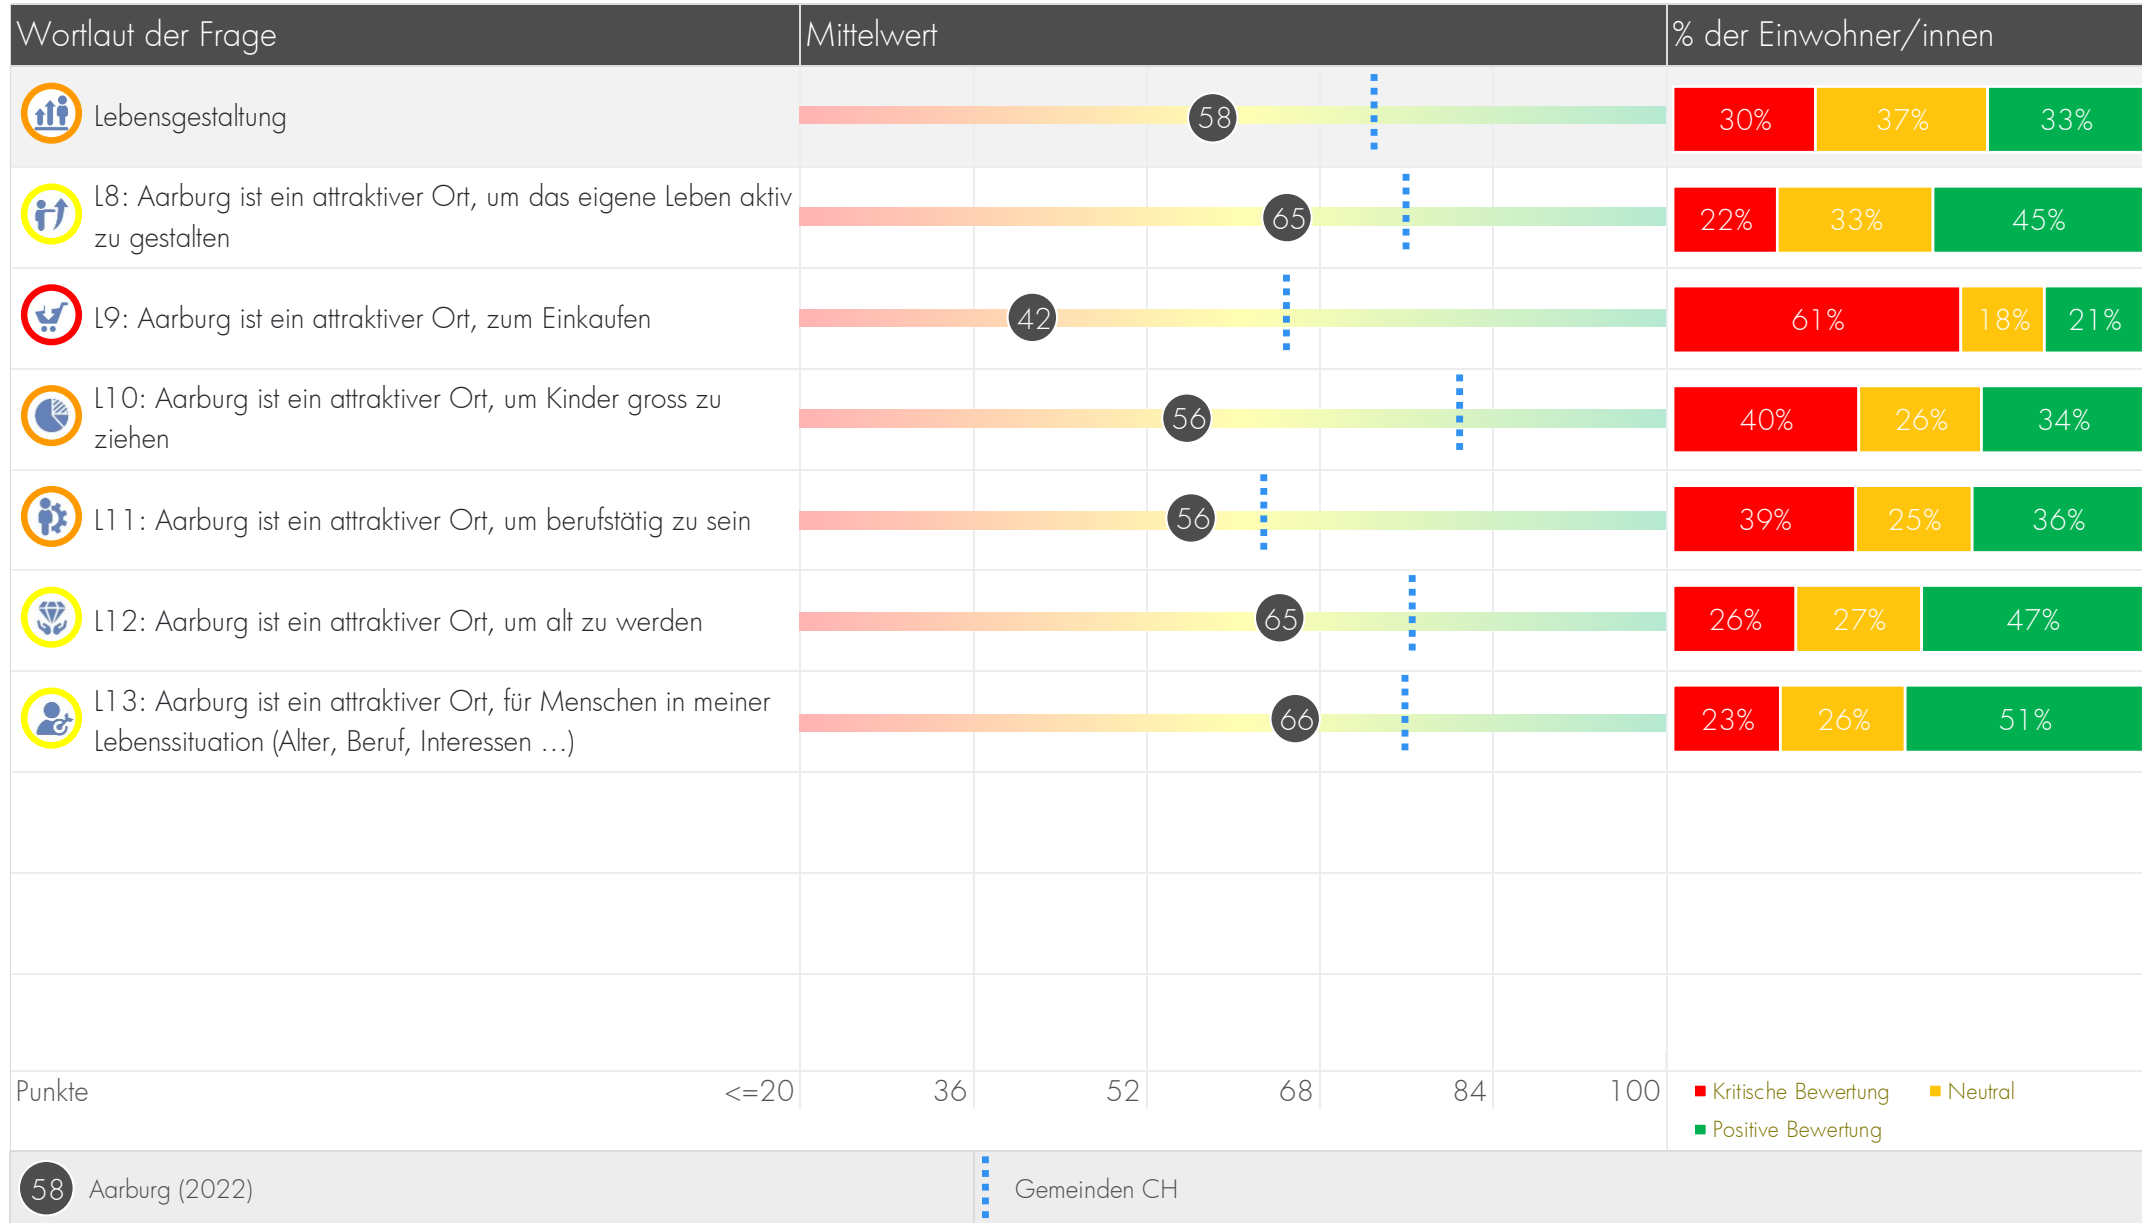 Wortlaut der Frage Mittelwert % der Einwohner/innen
Lebensgestaltung 58 30% 37% 33%
L8: Aarburg ist ein attraktiver Ort, um das eigene Leben aktiv
zu gestalten 65 22% 33% 45%
L9: Aarburg ist ein attraktiver Ort, zum Einkaufen 42 61% 18% 21%
L10: Aarburg ist ein attraktiver Ort, um Kinder gross zu
ziehen 56 40% 26% 34%
L11: Aarburg ist ein attraktiver Ort, um berufstätig zu sein 56 39% 25% 36%
L12: Aarburg ist ein attraktiver Ort, um alt zu werden 65 26% 27% 47%
L13: Aarburg ist ein attraktiver Ort, für Menschen in meiner
Lebenssituation (Alter, Beruf, Interessen ...) 66 23% 26% 51%
Punkte <=20 36 52 68 84 100 Kritische Bewertung Neutral
Positive Bewertung
58 Aarburg (2022) Gemeinden CH